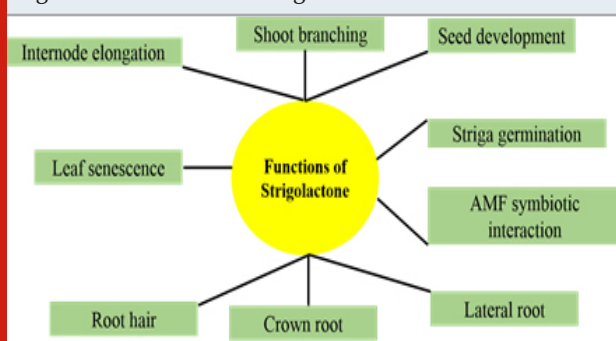 Shoot branching
Seed development
Internode elongation
Striga germination
Functions of
Strigolactone
Leaf senescence
AMF symbiotic
interaction
Root hair
Crown root
Lateral root